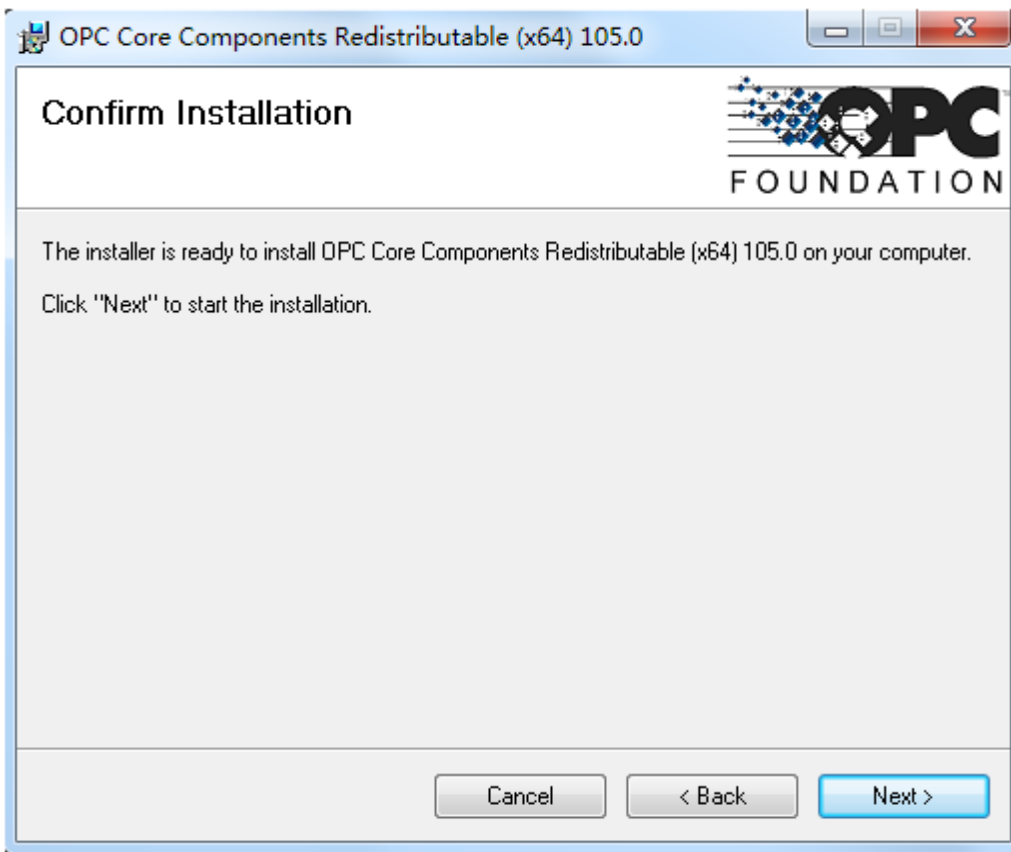 OPC Core Components Redistributable (x64) 105.0
Confirm Installation
OPC
FOUNDATION
The installer is ready to install OPC Core Components Redistributable (x64) 105.0 on your computer.
Click "Next" to start the installation.
Cancel
< Back
Next >